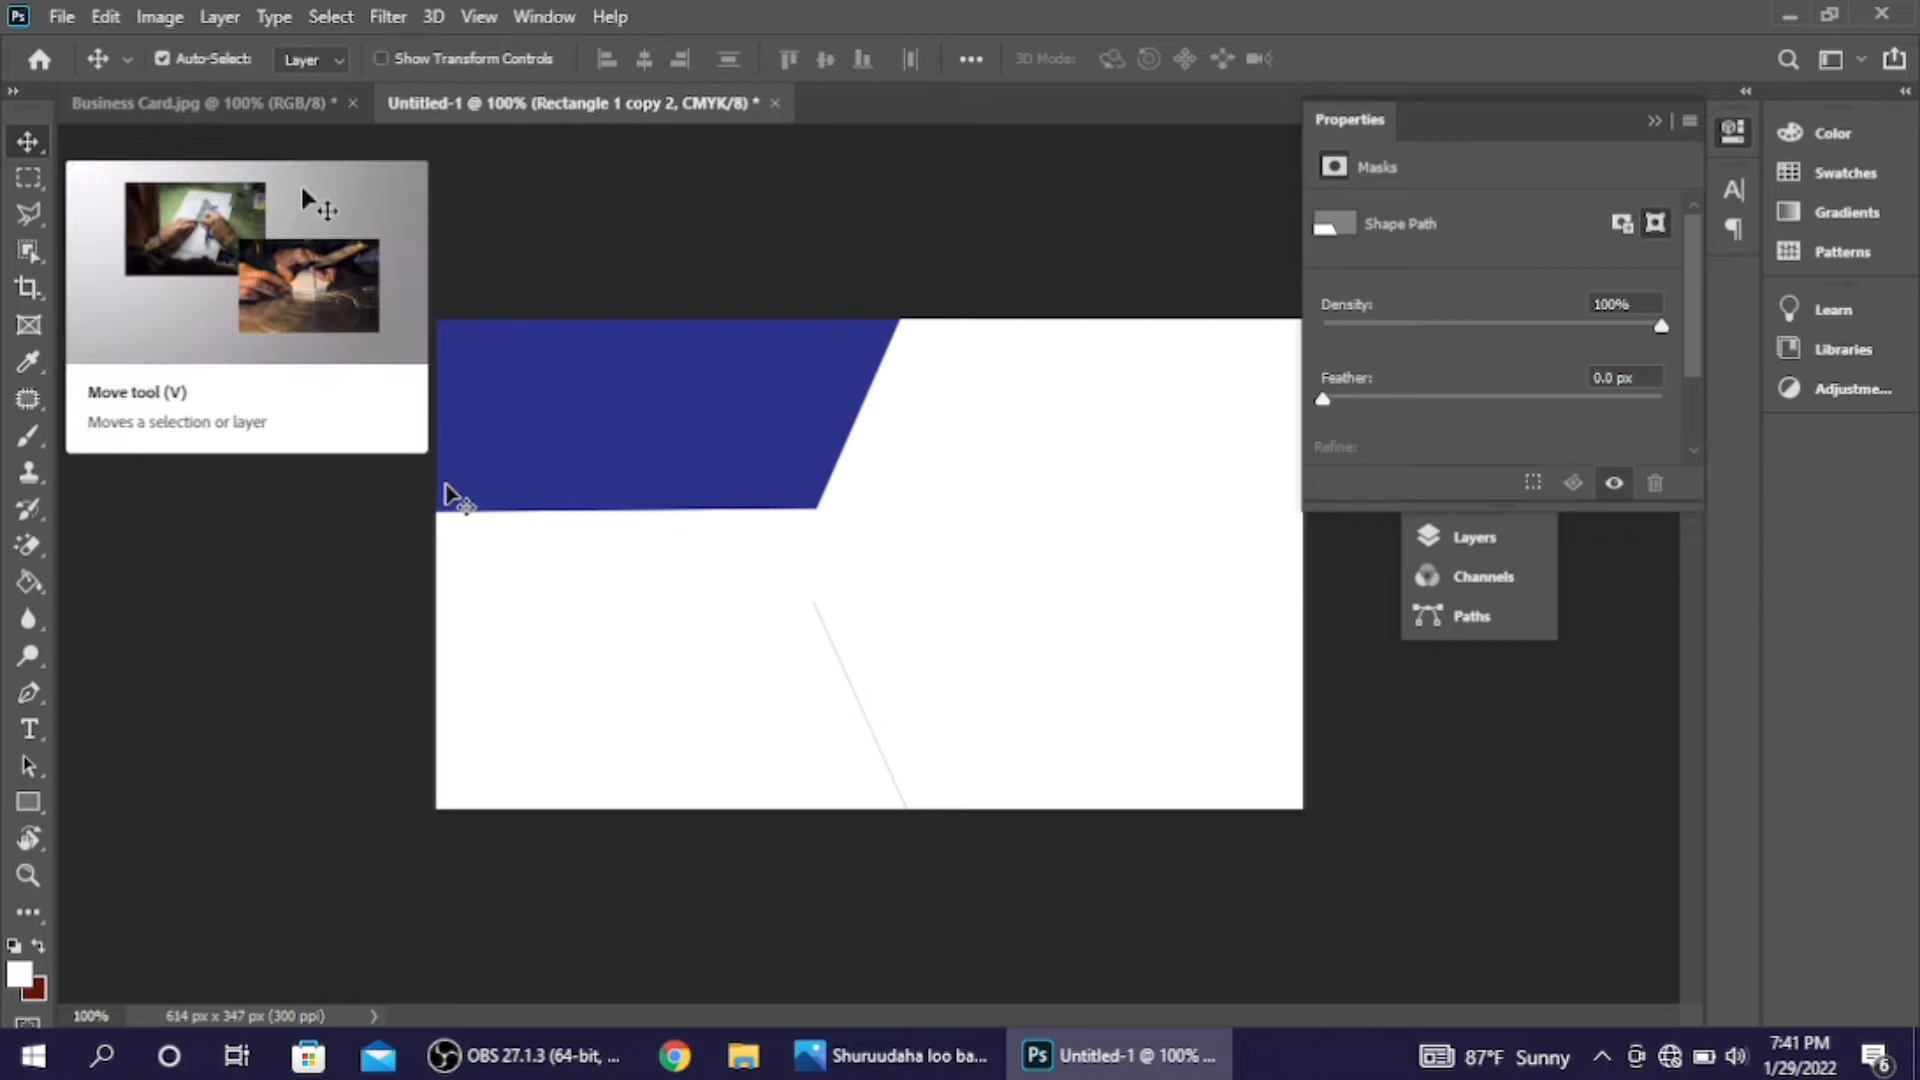 Ps File Edit Image Layer Type Select Filter 3D View Window Help
Auto-Select: Layer Show Transform Controls 3D Mode:
Business Card.jpg @ 100% (RGB/8) * Untitled-1 @ 100% (Rectangle 1 copy 2, CMYK/8) *
Properties
Masks
Shape Path
Density: 100%
Feather: 0.0 px
Refine:
Color
Swatches
Gradients
Patterns
Learn
Libraries
Adjustme...
Move tool (V)
Moves a selection or layer
Layers
Channels
Paths
100% 614 px x 347 px (300 ppi)
OBS 27.1.3 (64-bit, ... Shuruudaha loo ba... Ps Untitled-1 @ 100% ... 87°F Sunny 7:41 PM
1/29/2022 6